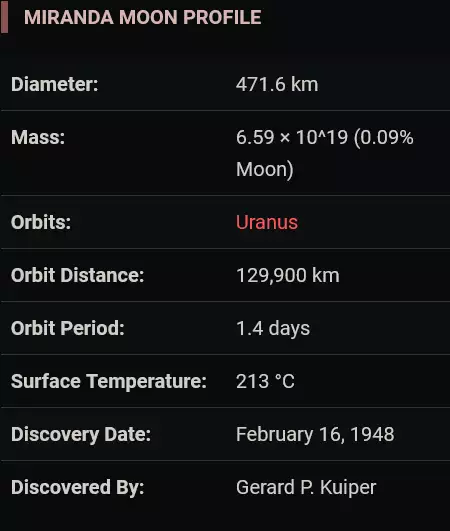 MIRANDA MOON PROFILE
Diameter: 471.6 km
Mass: 6.59 × 10^19 (0.09%
Moon)
Orbits: Uranus
Orbit Distance: 129,900 km
Orbit Period: 1.4 days
Surface Temperature: 213 °C
Discovery Date: February 16, 1948
Discovered By: Gerard P. Kuiper